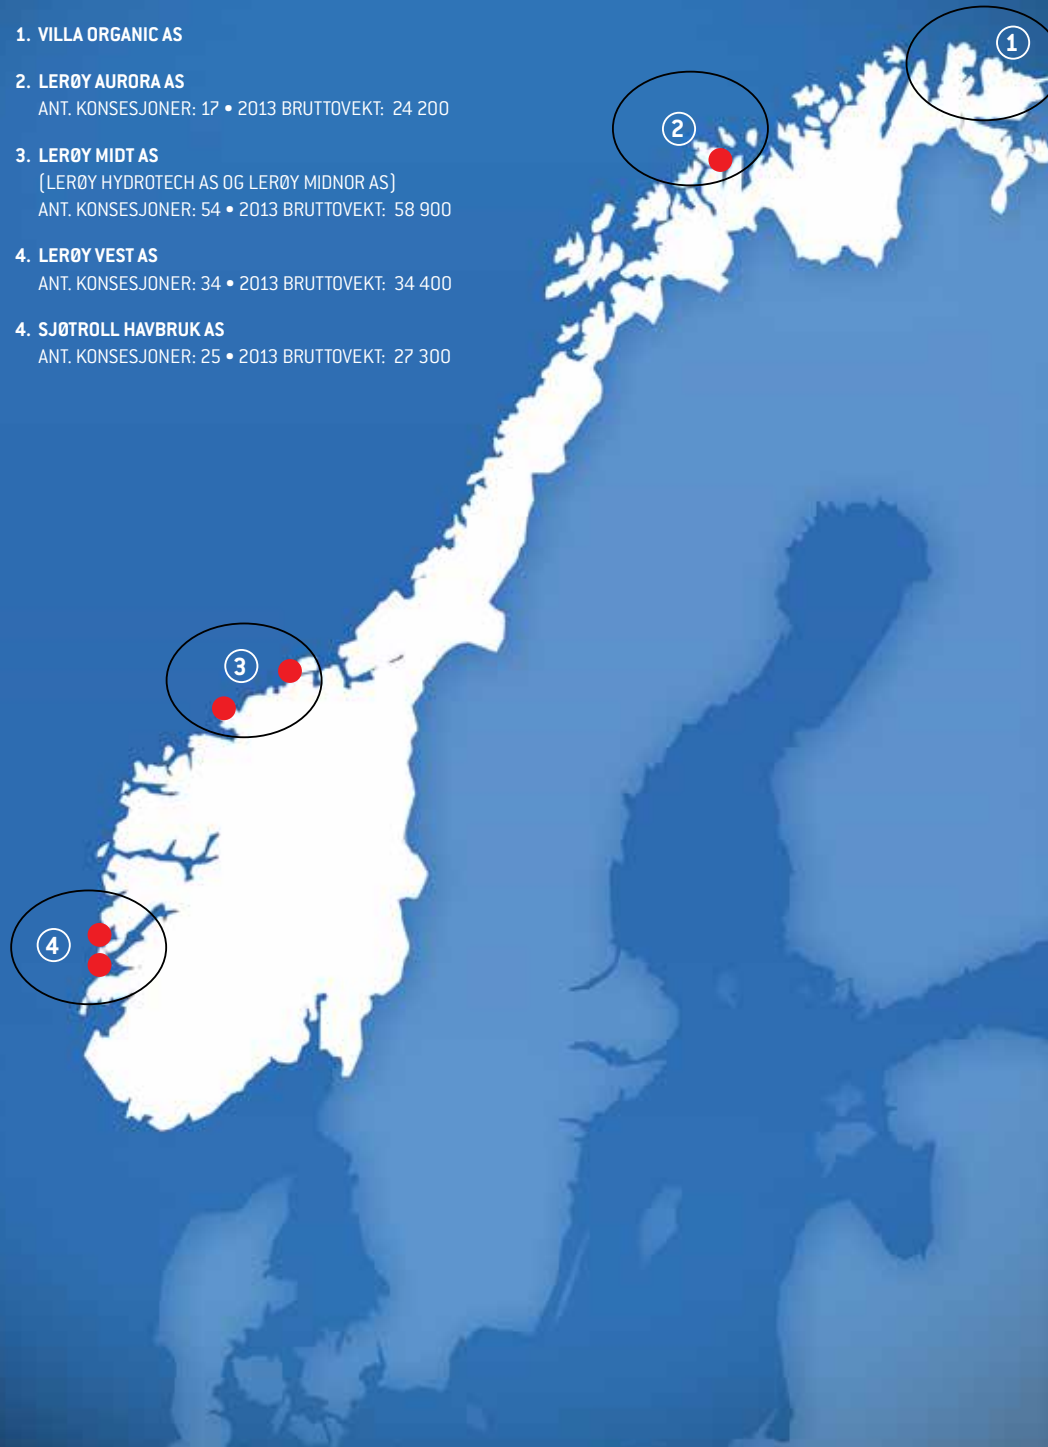 1. VILLA ORGANIC AS
2. LERØY AURORA AS
ANT. KONSESJONER: 17 • 2013 BRUTTOVEKT: 24 200
3. LERØY MIDT AS
(LERØY HYDROTECH AS OG LERØY MIDNOR AS)
ANT. KONSESJONER: 54 • 2013 BRUTTOVEKT: 58 900
4. LERØY VEST AS
ANT. KONSESJONER: 34 • 2013 BRUTTOVEKT: 34 400
4. SJØTROLL HAVBRUK AS
ANT. KONSESJONER: 25 • 2013 BRUTTOVEKT: 27 300
1
2
3
4